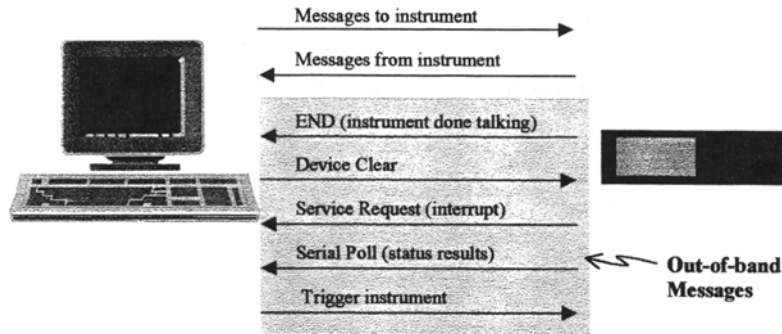 Messages to instrument
Messages from instrument
END (instrument done talking)
Device Clear
Service Request (interrupt)
Serial Poll (status results)
Trigger instrument
Out-of-band
Messages